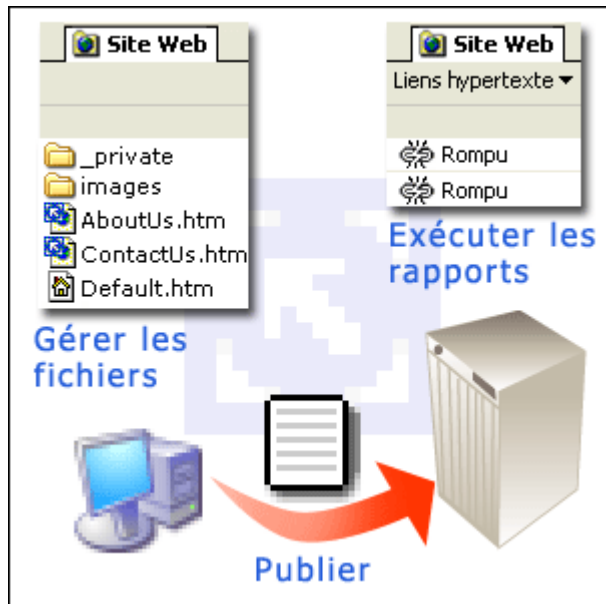 Site Web
_private
images
AboutUs.htm
ContactUs.htm
Default.htm
Gérer les
fichiers
Site Web
Liens hypertexte
Rompu
Rompu
Exécuter les
rapports
Publier